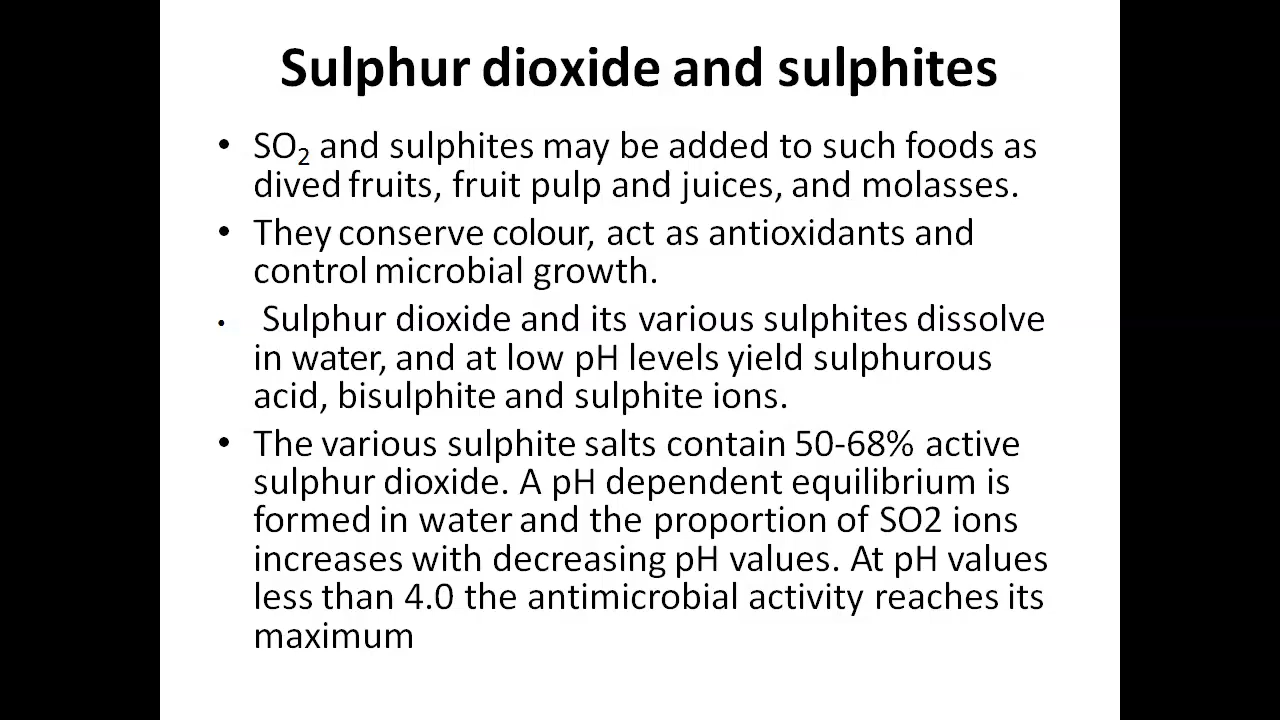 Sulphur dioxide and sulphites
• SO₂ and sulphites may be added to such foods as
dived fruits, fruit pulp and juices, and molasses.
• They conserve colour, act as antioxidants and
control microbial growth.
• Sulphur dioxide and its various sulphites dissolve
in water, and at low pH levels yield sulphurous
acid, bisulphite and sulphite ions.
• The various sulphite salts contain 50-68% active
sulphur dioxide. A pH dependent equilibrium is
formed in water and the proportion of SO2 ions
increases with decreasing pH values. At pH values
less than 4.0 the antimicrobial activity reaches its
maximum